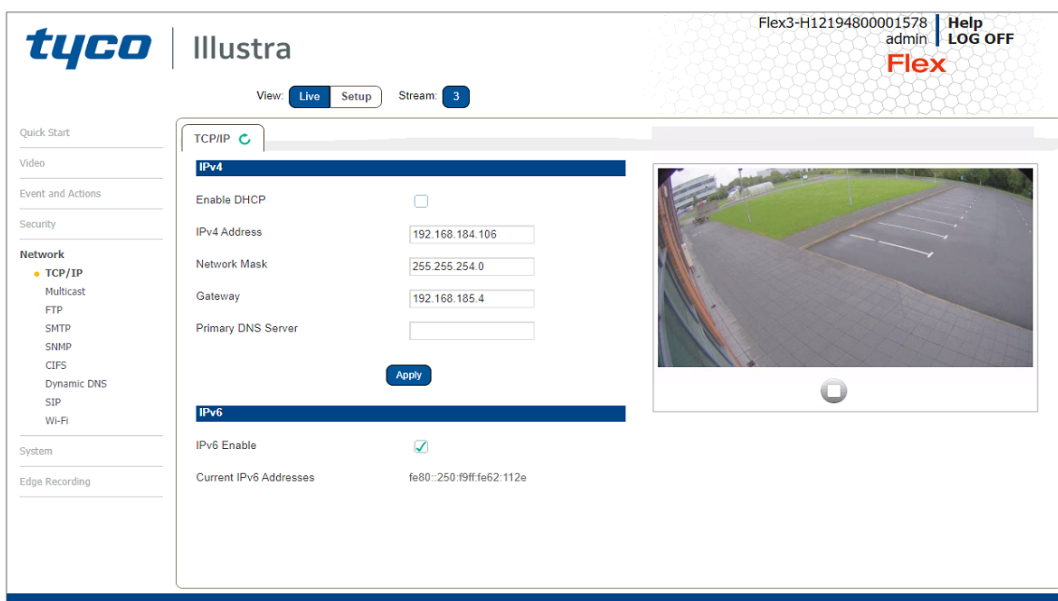 tyco Illustra
Flex3-H12194800001578 Help
admin LOG OFF
Flex
View: Live Setup Stream: 3
Quick Start
Video
Event and Actions
Security
Network
TCP/IP
Multicast
FTP
SMTP
SNMP
CIFS
Dynamic DNS
SIP
Wi-Fi
System
Edge Recording
TCP/IP
IPv4
Enable DHCP
IPv4 Address 192.168.184.106
Network Mask 255.255.254.0
Gateway 192.168.185.4
Primary DNS Server
Apply
IPv6
IPv6 Enable
Current IPv6 Addresses fe80::250:f9ff:fe62:112e